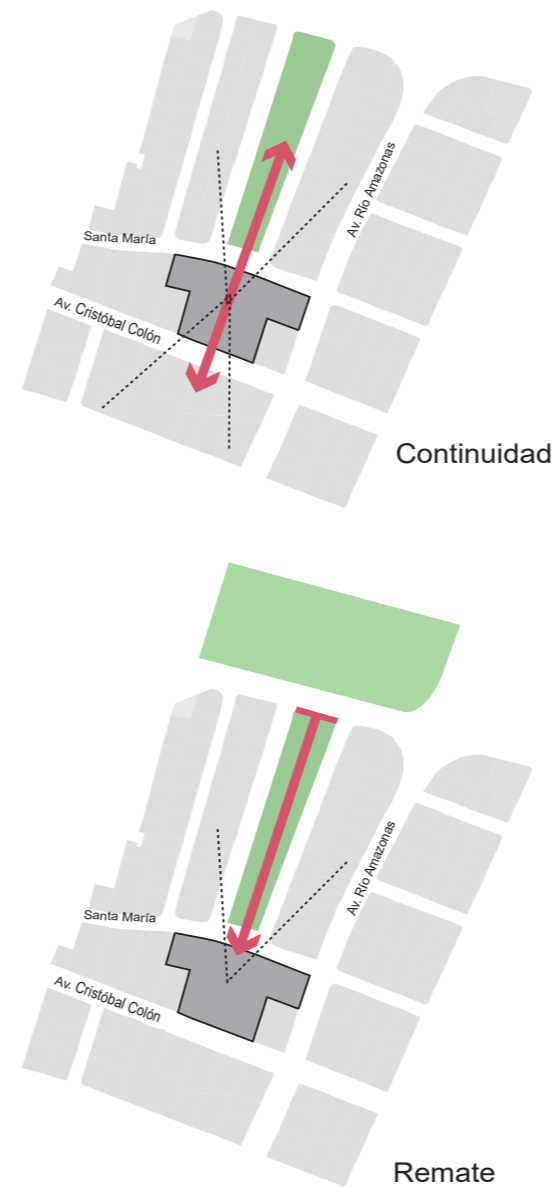 Av. Río Amazonas
Santa María
Av. Cristóbal Colón
Continuidad
Av. Río Amazonas
Santa María
Av. Cristóbal Colón
Remate